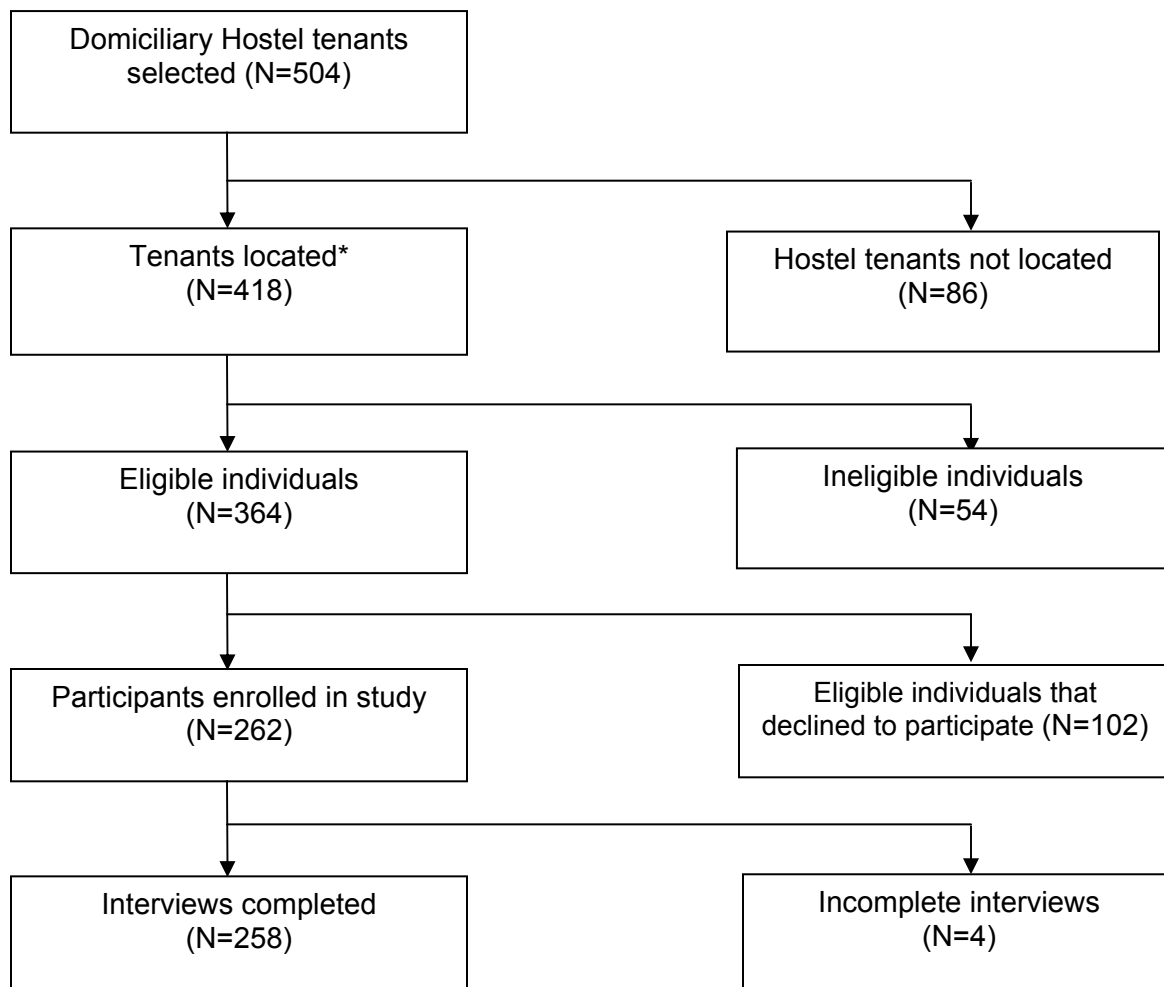 Domiciliary Hostel tenants
selected (N=504)
Tenants located*
(N=418)
Hostel tenants not located
(N=86)
Eligible individuals
(N=364)
Ineligible individuals
(N=54)
Participants enrolled in study
(N=262)
Eligible individuals that
declined to participate (N=102)
Interviews completed
(N=258)
Incomplete interviews
(N=4)